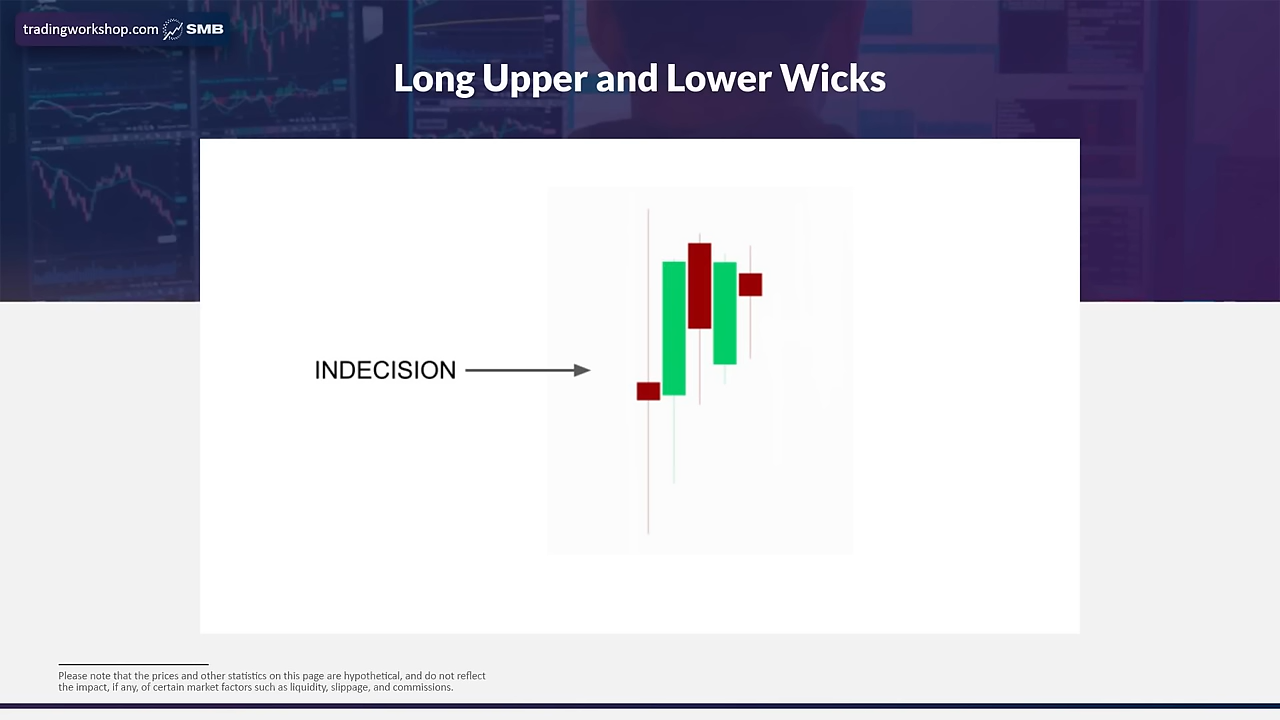 tradingworkshop.com SMB
Long Upper and Lower Wicks
INDECISION
Please note that the prices and other statistics on this page are hypothetical, and do not reflect
the impact, if any, of certain market factors such as liquidity, slippage, and commissions.